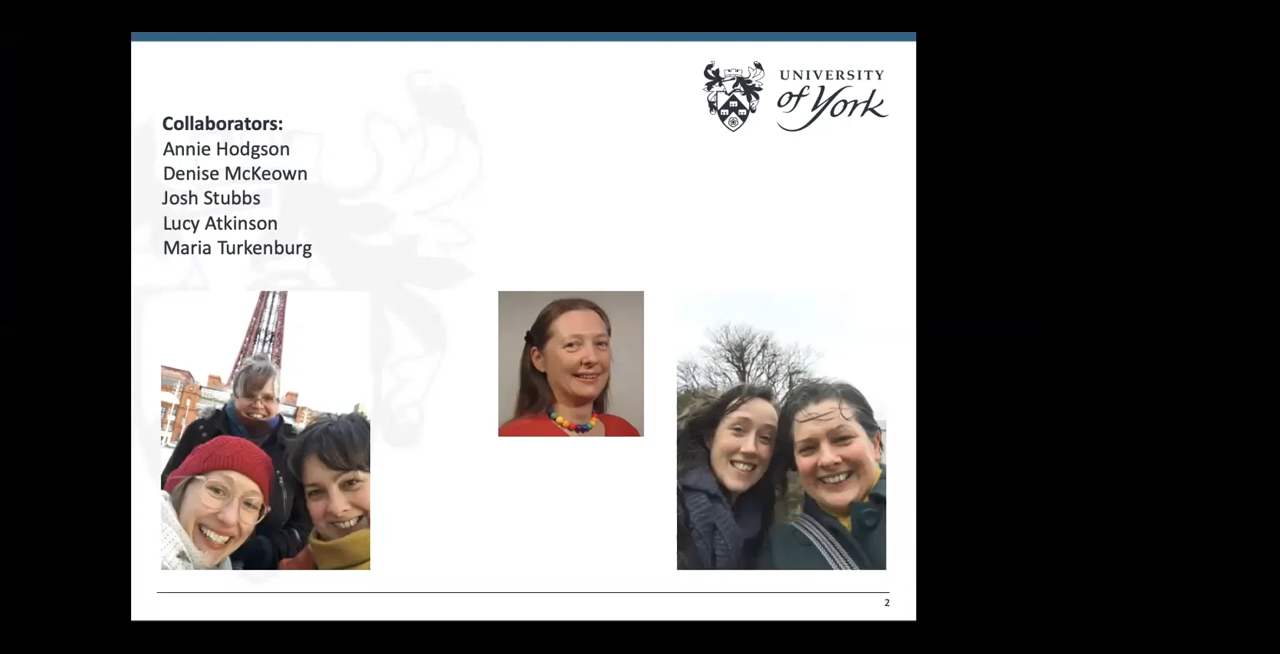 UNIVERSITY
of York
Collaborators:
Annie Hodgson
Denise McKeown
Josh Stubbs
Lucy Atkinson
Maria Turkenburg
2